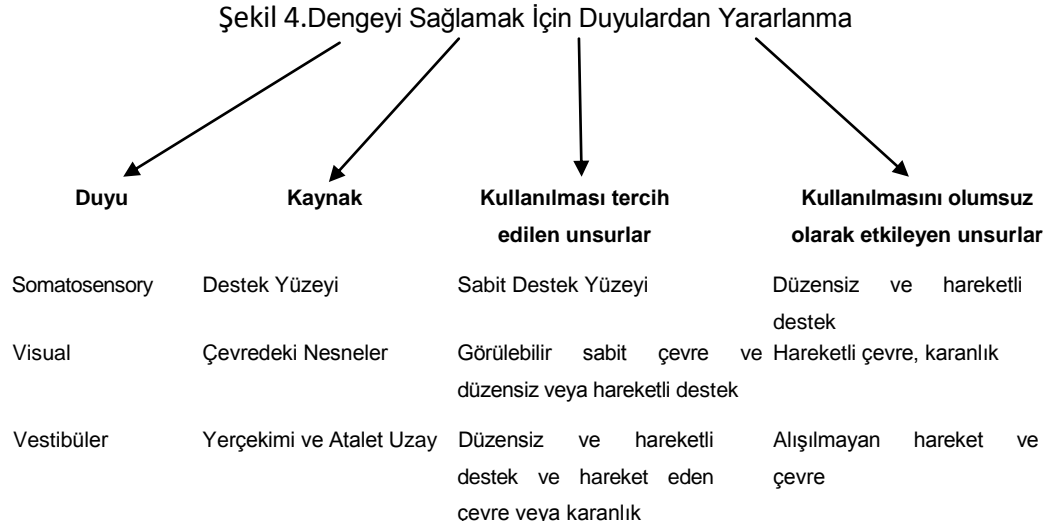 Şekil 4.Dengeyi Sağlamak İçin Duyulardan Yararlanma
Duyu Kaynak Kullanılması tercih Kullanılmasını olumsuz
edilen unsurlar olarak etkileyen unsurlar
Somatosensory Destek Yüzeyi Sabit Destek Yüzeyi Düzensiz ve hareketli
destek
Visual Çevredeki Nesneler Görülebilir sabit çevre ve Hareketli çevre, karanlık
düzensiz veya hareketli destek
Vestibüler Yerçekimi ve Atalet Uzay Düzensiz ve hareketli Alışılmayan hareket ve
destek ve hareket eden çevre
çevre veya karanlık